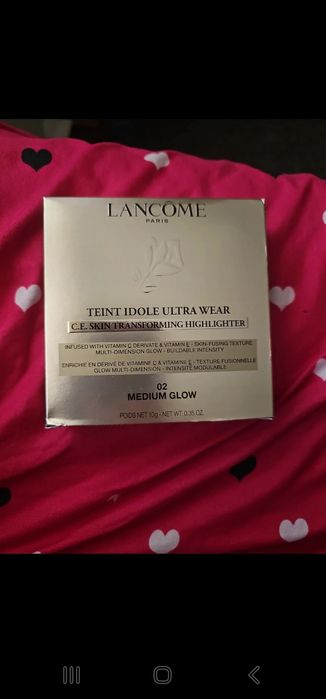 LANCÔME
PARIS
TEINT IDOLE ULTRA WEAR
C.E. SKIN TRANSFORMING HIGHLIGHTER
INFUSED WITH VITAMIN C DERIVATE & VITAMIN E - SKIN-FUSING TEXTURE
MULTI-DIMENSION GLOW - BUILDABLE INTENSITY
ENRICHIE EN DÉRIVÉ DE VITAMINE C & VITAMINE E - TEXTURE FUSIONNELLE
GLOW MULTI-DIMENSION - INTENSITÉ MODULABLE
02
MEDIUM GLOW
POIDS NET 10g - NET WT. 0.35 OZ.